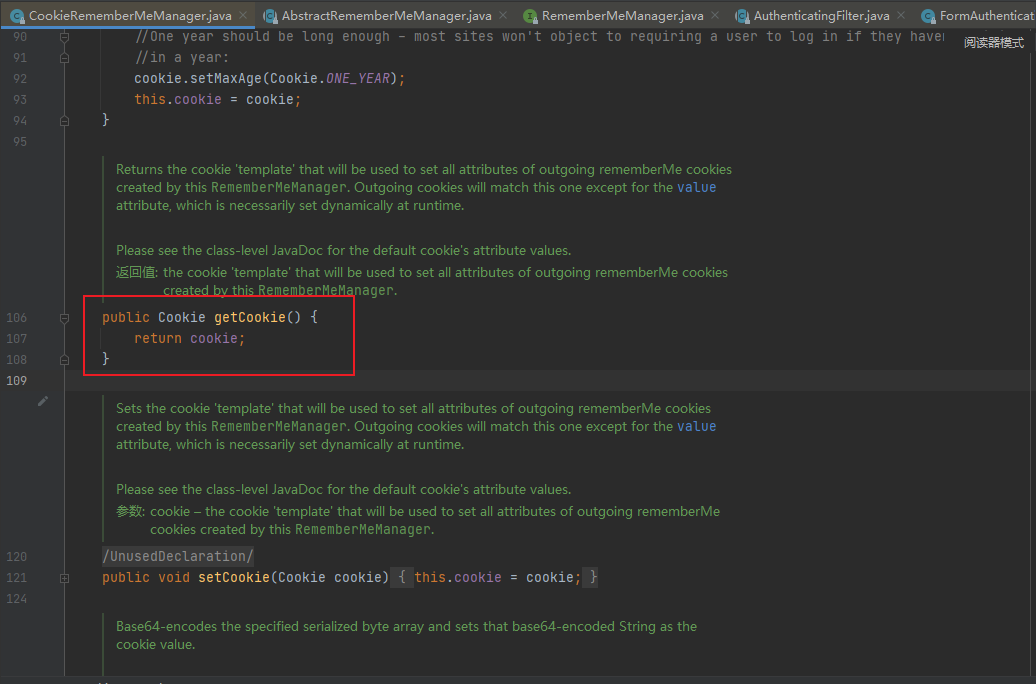 CookieRememberMeManager.java AbstractRememberMeManager.java RememberMeManager.java AuthenticatingFilter.java FormAuthenticat
90 //One year should be long enough - most sites won't object to requiring a user to log in if they haven
阅读器模式
91 //in a year:
92 cookie.setMaxAge(Cookie.ONE_YEAR);
93 this.cookie = cookie;
94 }
95
Returns the cookie 'template' that will be used to set all attributes of outgoing rememberMe cookies
created by this RememberMeManager. Outgoing cookies will match this one except for the value
attribute, which is necessarily set dynamically at runtime.
Please see the class-level JavaDoc for the default cookie's attribute values.
返回值: the cookie 'template' that will be used to set all attributes of outgoing rememberMe cookies
created by this RememberMeManager.
106 public Cookie getCookie() {
107 return cookie;
108 }
109
Sets the cookie 'template' that will be used to set all attributes of outgoing rememberMe cookies
created by this RememberMeManager. Outgoing cookies will match this one except for the value
attribute, which is necessarily set dynamically at runtime.
Please see the class-level JavaDoc for the default cookie's attribute values.
参数: cookie – the cookie 'template' that will be used to set all attributes of outgoing rememberMe
cookies created by this RememberMeManager.
120 /UnusedDeclaration/
121 public void setCookie(Cookie cookie) { this.cookie = cookie; }
124
Base64-encodes the specified serialized byte array and sets that base64-encoded String as the
cookie value.